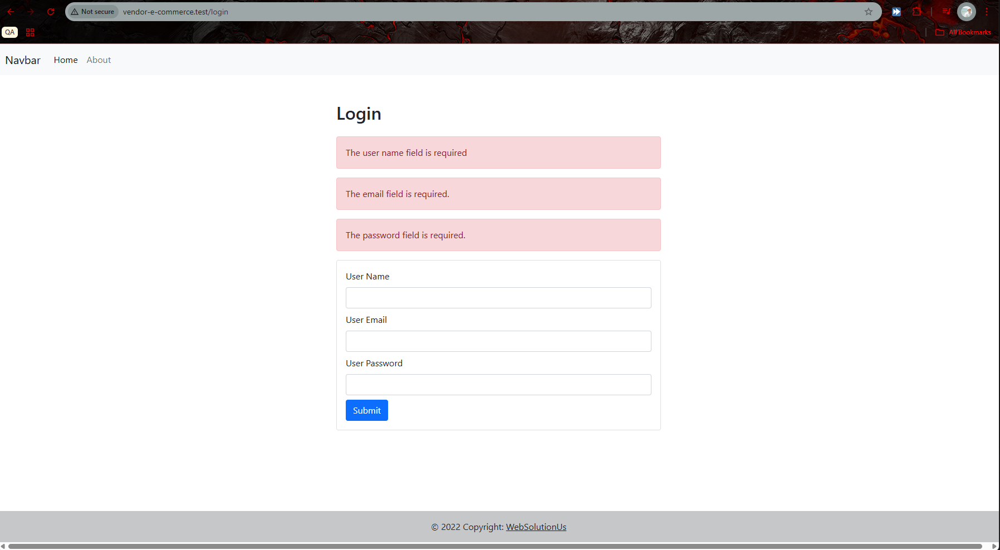 Not secure vendor-e-commerce.test/login
QA
All Bookmarks
Navbar Home About
Login
The user name field is required
The email field is required.
The password field is required.
User Name
User Email
User Password
Submit
© 2022 Copyright: WebSolutionUs